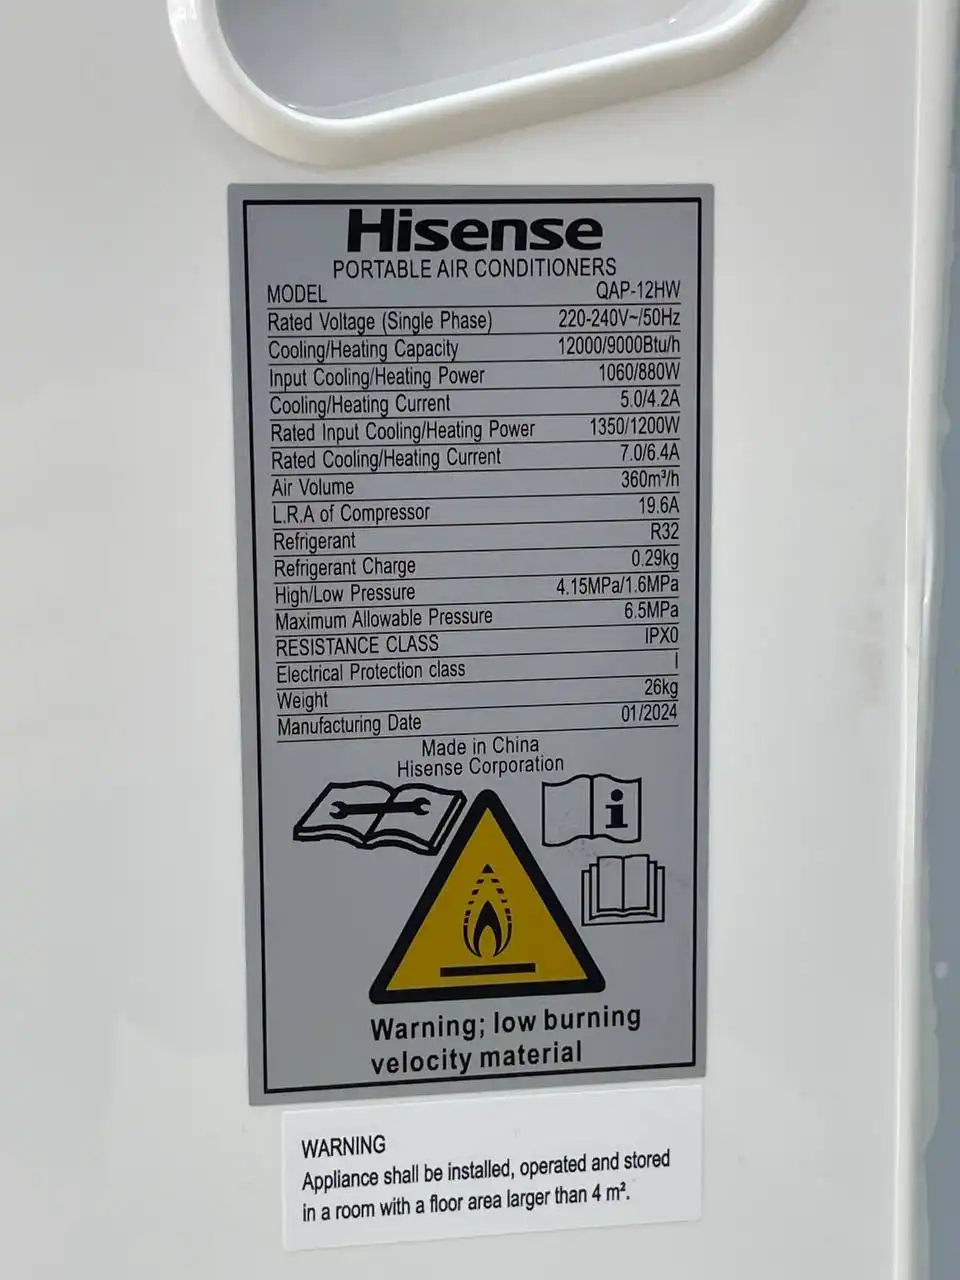 Hisense
PORTABLE AIR CONDITIONERS
MODEL QAP-12HW
Rated Voltage (Single Phase) 220-240V~/50Hz
Cooling/Heating Capacity 12000/9000Btu/h
Input Cooling/Heating Power 1060/880W
Cooling/Heating Current 5.0/4.2A
Rated Input Cooling/Heating Power 1350/1200W
Rated Cooling/Heating Current 7.0/6.4A
Air Volume 360m³/h
L.R.A of Compressor 19.6A
Refrigerant R32
Refrigerant Charge 0.29kg
High/Low Pressure 4.15MPa/1.6MPa
Maximum Allowable Pressure 6.5MPa
RESISTANCE CLASS IPX0
Electrical Protection class I
Weight 26kg
Manufacturing Date 01/2024
Made in China
Hisense Corporation
i
Warning; low burning
velocity material
WARNING
Appliance shall be installed, operated and stored
in a room with a floor area larger than 4 m².